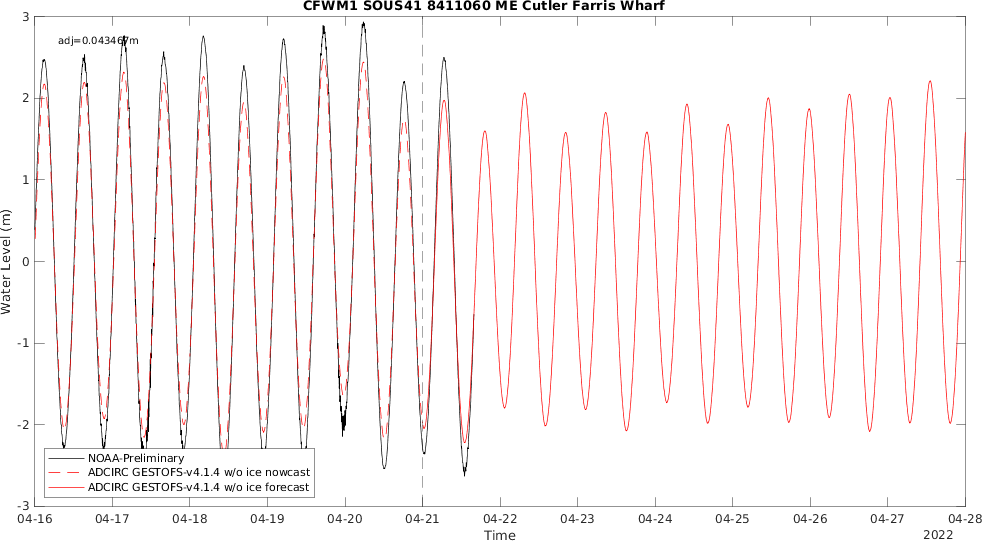 CFWM1 SOUS41 8411060 ME Cutler Farris Wharf
adj=0.043467m
Water Level (m)
3
2
1
0
-1
-2
-3
NOAA-Preliminary
ADCIRC GESTOFS-v4.1.4 w/o ice nowcast
ADCIRC GESTOFS-v4.1.4 w/o ice forecast
04-16 04-17 04-18 04-19 04-20 04-21 04-22 04-23 04-24 04-25 04-26 04-27 04-28
Time
2022